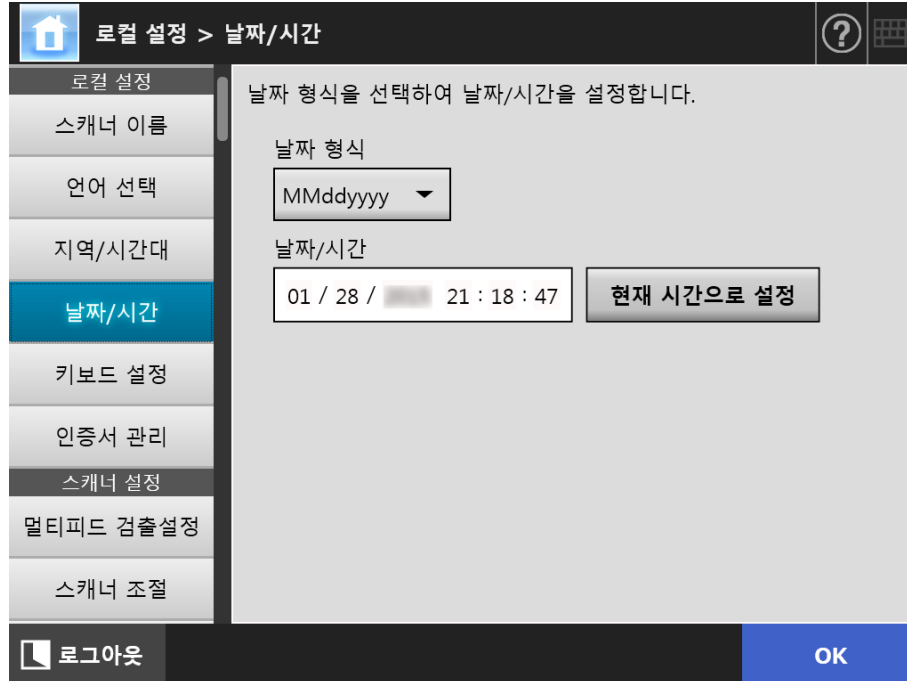 로컬 설정 > 날짜/시간
로컬 설정
스캐너 이름
언어 선택
지역/시간대
날짜/시간
키보드 설정
인증서 관리
스캐너 설정
멀티피드 검출설정
스캐너 조절
로그아웃
날짜 형식을 선택하여 날짜/시간을 설정합니다.
날짜 형식
MMddyyyy
날짜/시간
01 / 28 / 21 : 18 : 47
현재 시간으로 설정
OK